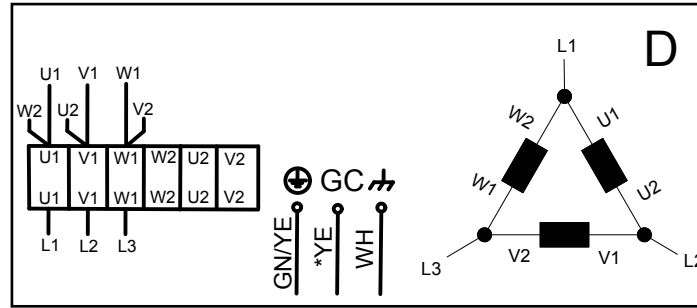 U1 V1 W1
W2 U2 V2
U1 V1 W1 W2 U2 V2
U1 V1 W1 W2 U2 V2
L1 L2 L3
GC
GN/YE
*YE
WH
D
L1
W2 U1
W1 U2
L3 V2 V1 L2